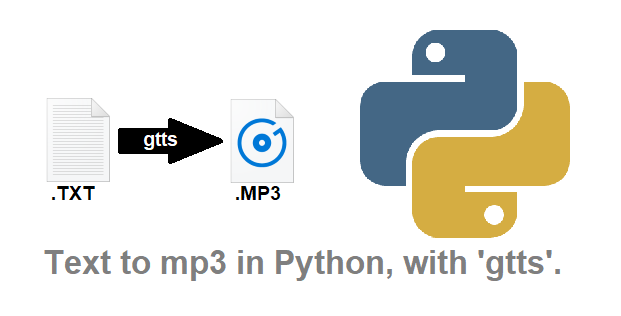 gtts
.TXT
.MP3
Text to mp3 in Python, with 'gtts'.